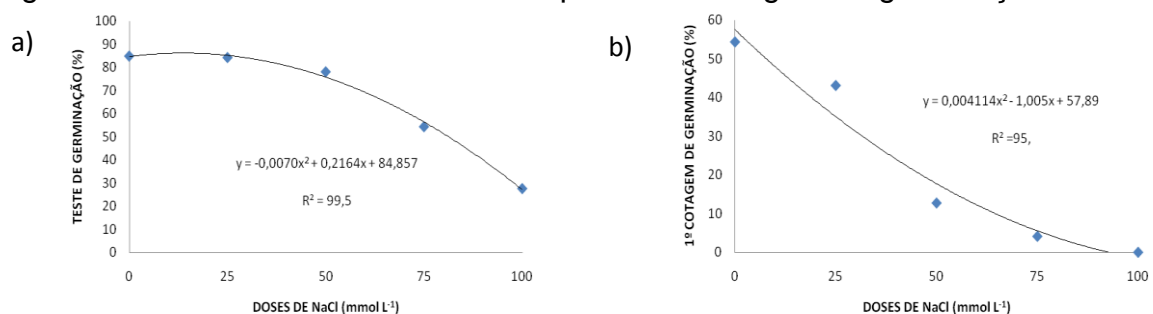 a)
TESTE DE GERMINAÇÃO (%)
100
90
80
70
60
50
40
30
20
10
0
y = -0,0070x² + 0,2164x + 84,857
R² = 99,5
0 25 50 75 100
DOSES DE NaCl (mmol L⁻¹)
b)
1º COTAGEM DE GERMINAÇÃO (%)
60
50
40
30
20
10
0
y = 0,004114x² - 1,005x + 57,89
R² =95,
0 25 50 75 100
DOSES DE NaCl (mmol L⁻¹)